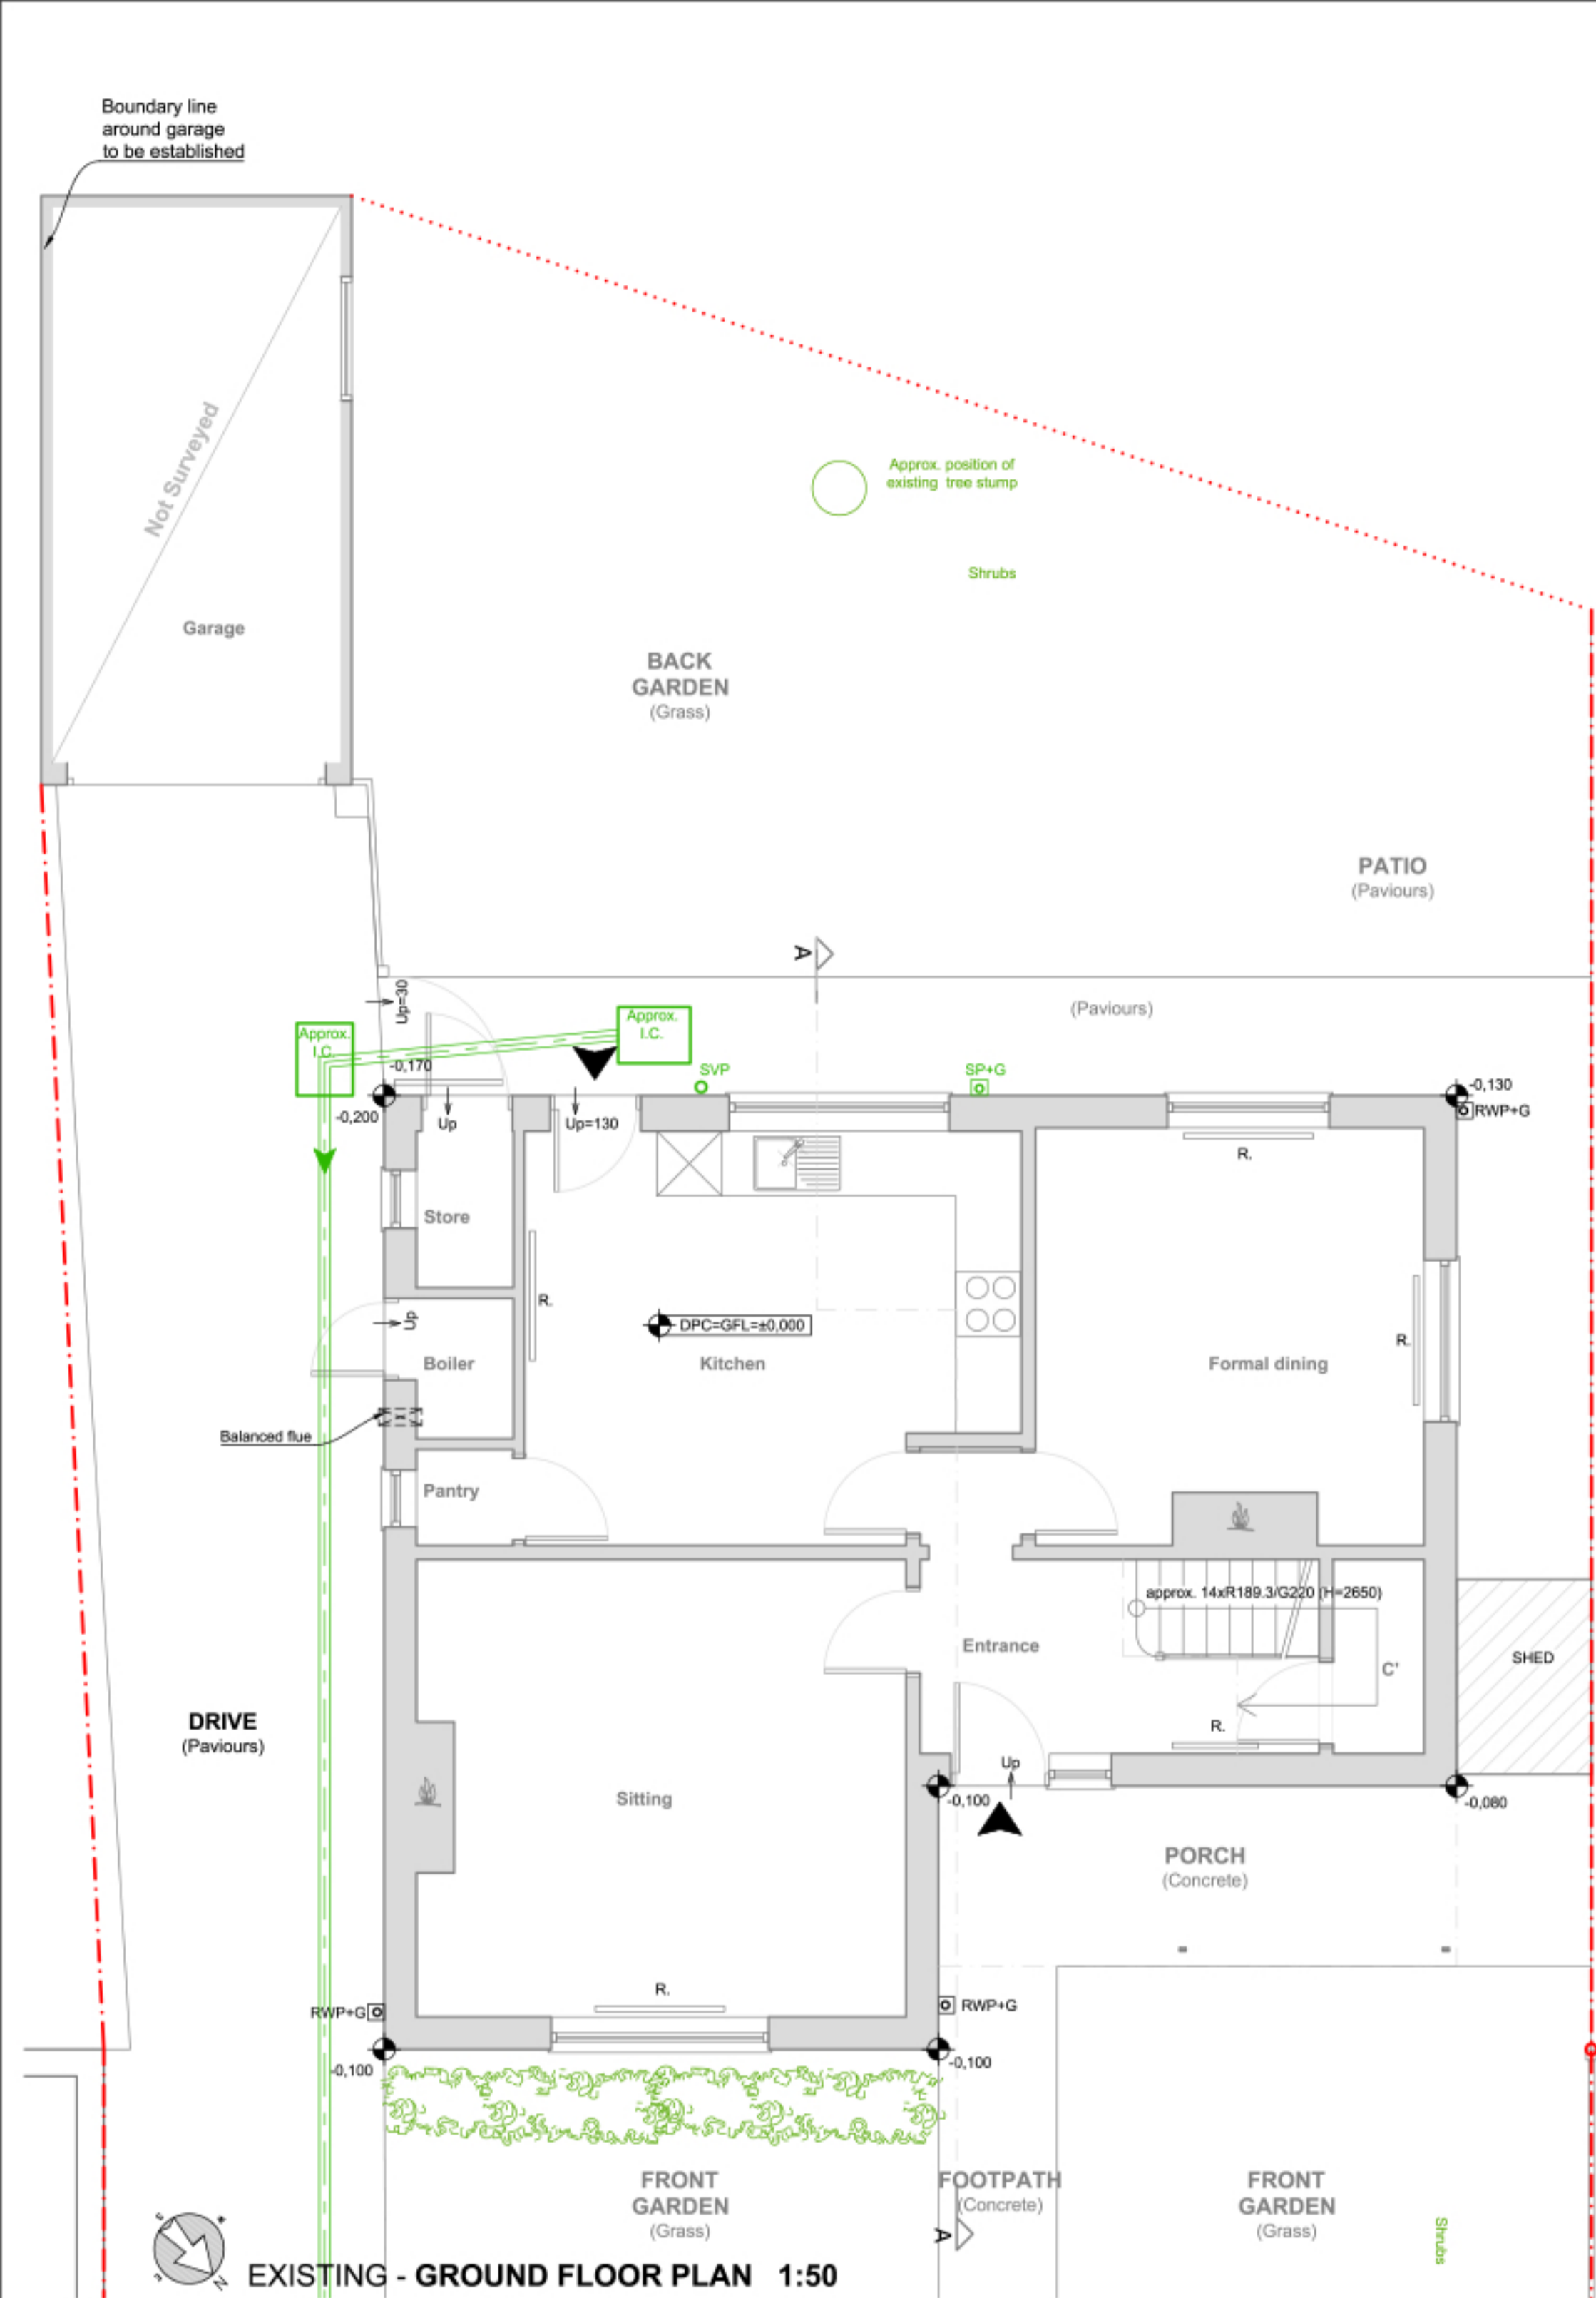 Boundary line
around garage
to be established
Not Surveyed
Garage
Approx. position of
existing tree stump
Shrubs
BACK
GARDEN
(Grass)
PATIO
(Paviours)
A
Up=30
(Paviours)
Approx.
I.C.
Approx.
I.C.
-0,170
SVP
SP+G
-0,130
RWP+G
-0,200
Up
Up=130
R.
Store
R.
Up
DPC=GFL=±0,000
R.
Boiler
Kitchen
Formal dining
Balanced flue
Pantry
approx. 14xR189.3/G220 (H=2650)
Entrance
SHED
C'
DRIVE
(Paviours)
R.
Up
Sitting
-0,100
-0,080
PORCH
(Concrete)
R.
RWP+G
RWP+G
-0,100
-0,100
FRONT
GARDEN
(Grass)
FOOTPATH
(Concrete)
FRONT
GARDEN
(Grass)
A
Shrubs
S
N
EXISTING - GROUND FLOOR PLAN 1:50